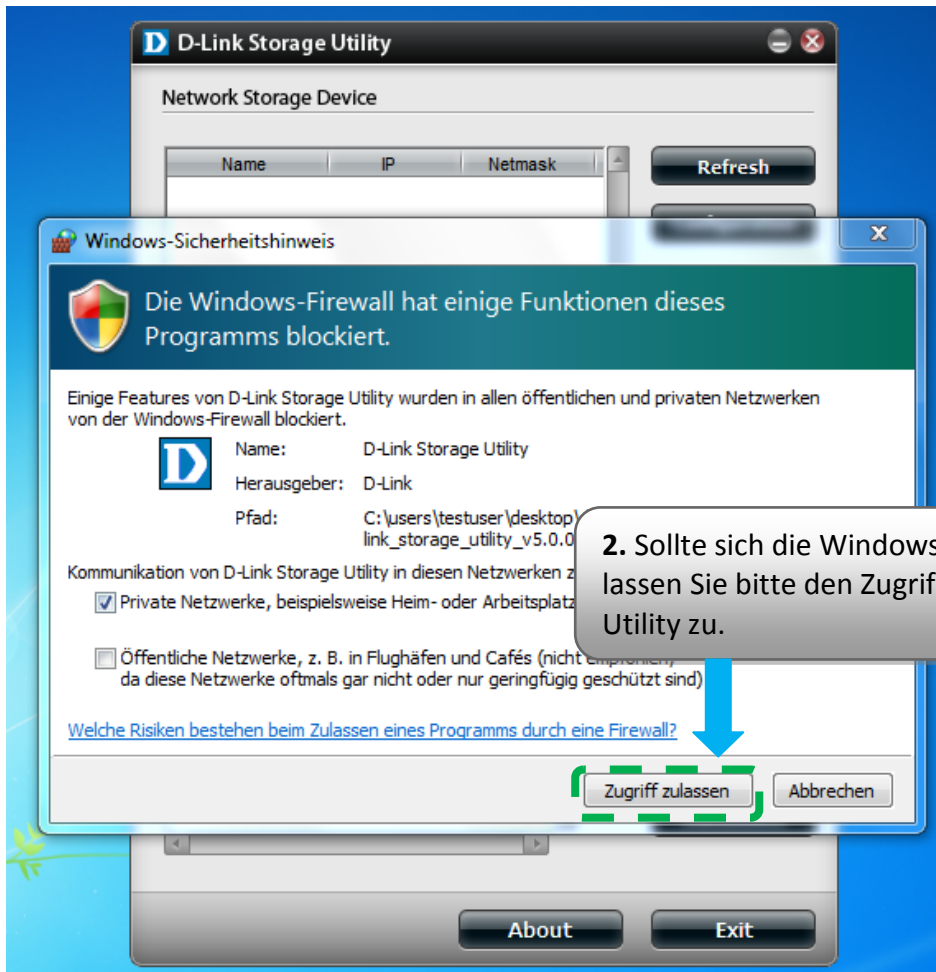 D-Link Storage Utility
Network Storage Device
Name IP Netmask
Refresh
Windows-Sicherheitshinweis
Die Windows-Firewall hat einige Funktionen dieses
Programms blockiert.
Einige Features von D-Link Storage Utility wurden in allen öffentlichen und privaten Netzwerken
von der Windows-Firewall blockiert.
Name: D-Link Storage Utility
Herausgeber: D-Link
Pfad: C:\users\testuser\desktop\
link_storage_utility_v5.0.0
Kommunikation von D-Link Storage Utility in diesen Netzwerken
Private Netzwerke, beispielsweise Heim- oder Arbeitsplatz
Öffentliche Netzwerke, z. B. in Flughäfen und Cafés (nicht empfohlen,
da diese Netzwerke oftmals gar nicht oder nur geringfügig geschützt sind)
Welche Risiken bestehen beim Zulassen eines Programms durch eine Firewall?
2. Sollte sich die Windows
lassen Sie bitte den Zugrif
Utility zu.
Zugriff zulassen
Abbrechen
About
Exit